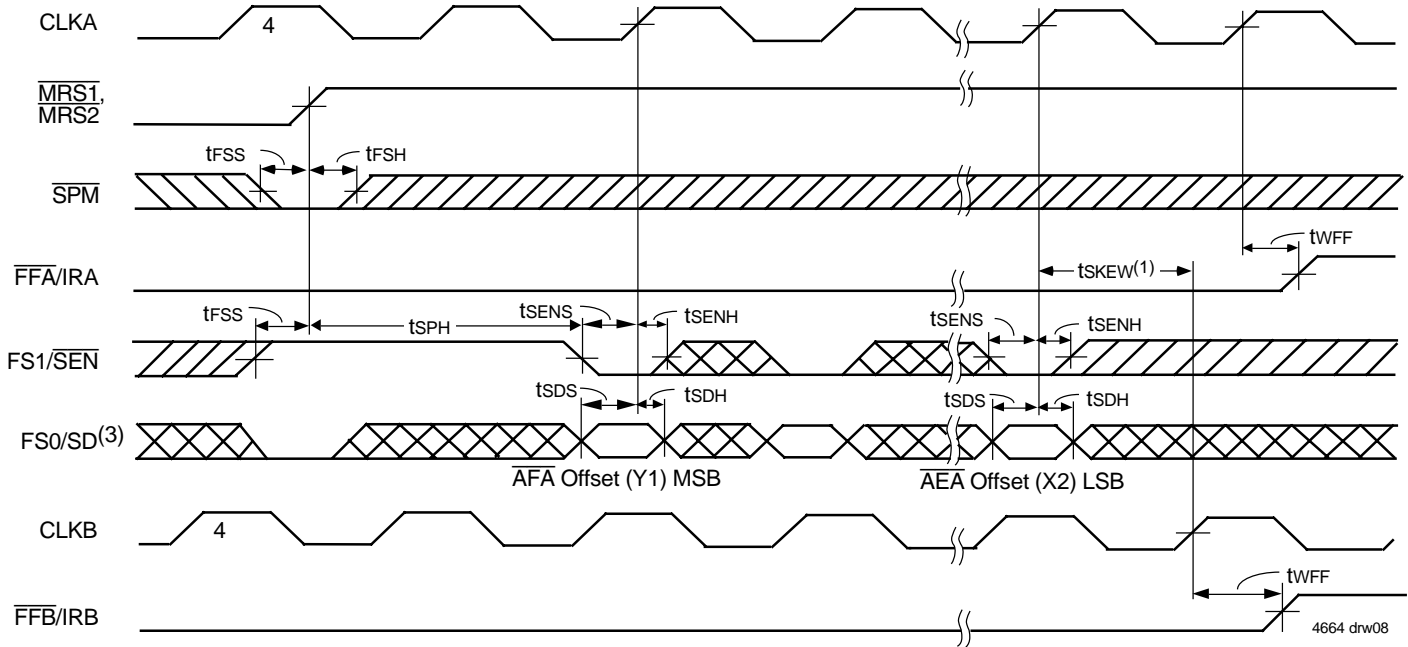 CLKA
4
MRS1,
MRS2
tFSS
tFSH
SPM
tWFF
FFA/IRA
tSKEW(1)
tFSS
tSPH
tSENS
tSENH
tSENS
tSENH
FS1/SEN
tSDS
tSDH
tSDS
tSDH
FS0/SD(3)
AFA Offset (Y1) MSB
AEA Offset (X2) LSB
CLKB
4
tWFF
FFB/IRB
4664 drw08